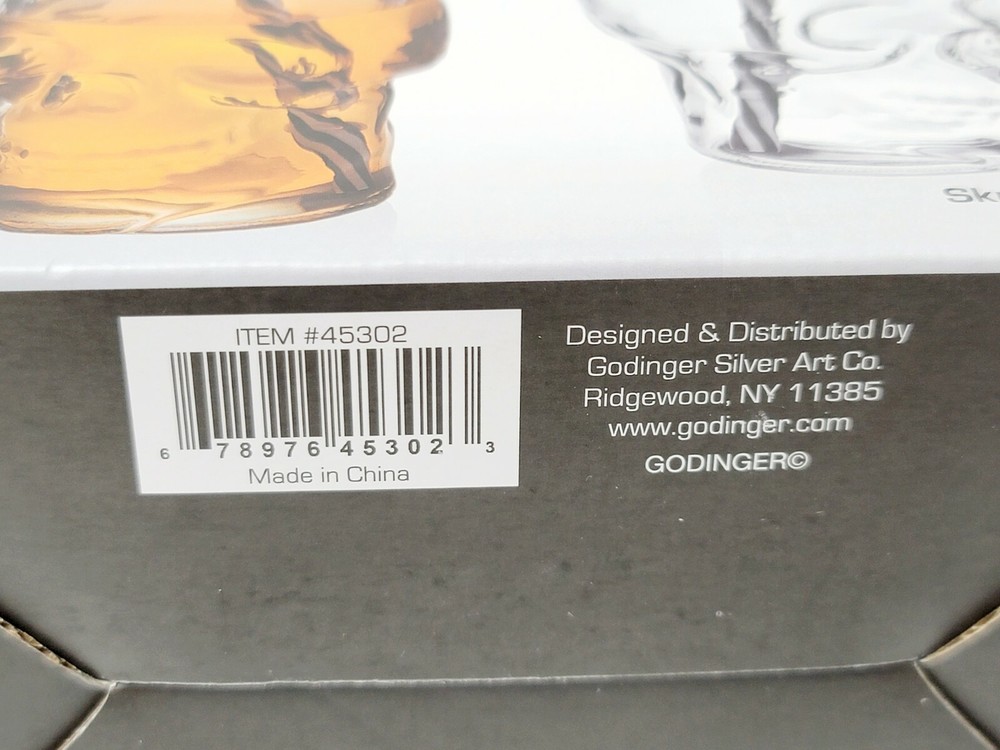 ITEM #45302
6 78976 45302 3
Made in China
Designed & Distributed by
Godinger Silver Art Co.
Ridgewood, NY 11385
www.godinger.com
GODINGER©